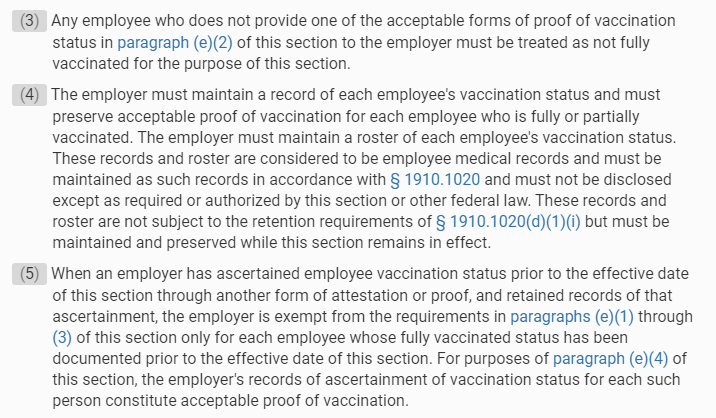 (3) Any employee who does not provide one of the acceptable forms of proof of vaccination
status in paragraph (e)(2) of this section to the employer must be treated as not fully
vaccinated for the purpose of this section.
(4) The employer must maintain a record of each employee's vaccination status and must
preserve acceptable proof of vaccination for each employee who is fully or partially
vaccinated. The employer must maintain a roster of each employee's vaccination status.
These records and roster are considered to be employee medical records and must be
maintained as such records in accordance with § 1910.1020 and must not be disclosed
except as required or authorized by this section or other federal law. These records and
roster are not subject to the retention requirements of § 1910.1020(d)(1)(i) but must be
maintained and preserved while this section remains in effect.
(5) When an employer has ascertained employee vaccination status prior to the effective date
of this section through another form of attestation or proof, and retained records of that
ascertainment, the employer is exempt from the requirements in paragraphs (e)(1) through
(3) of this section only for each employee whose fully vaccinated status has been
documented prior to the effective date of this section. For purposes of paragraph (e)(4) of
this section, the employer's records of ascertainment of vaccination status for each such
person constitute acceptable proof of vaccination.